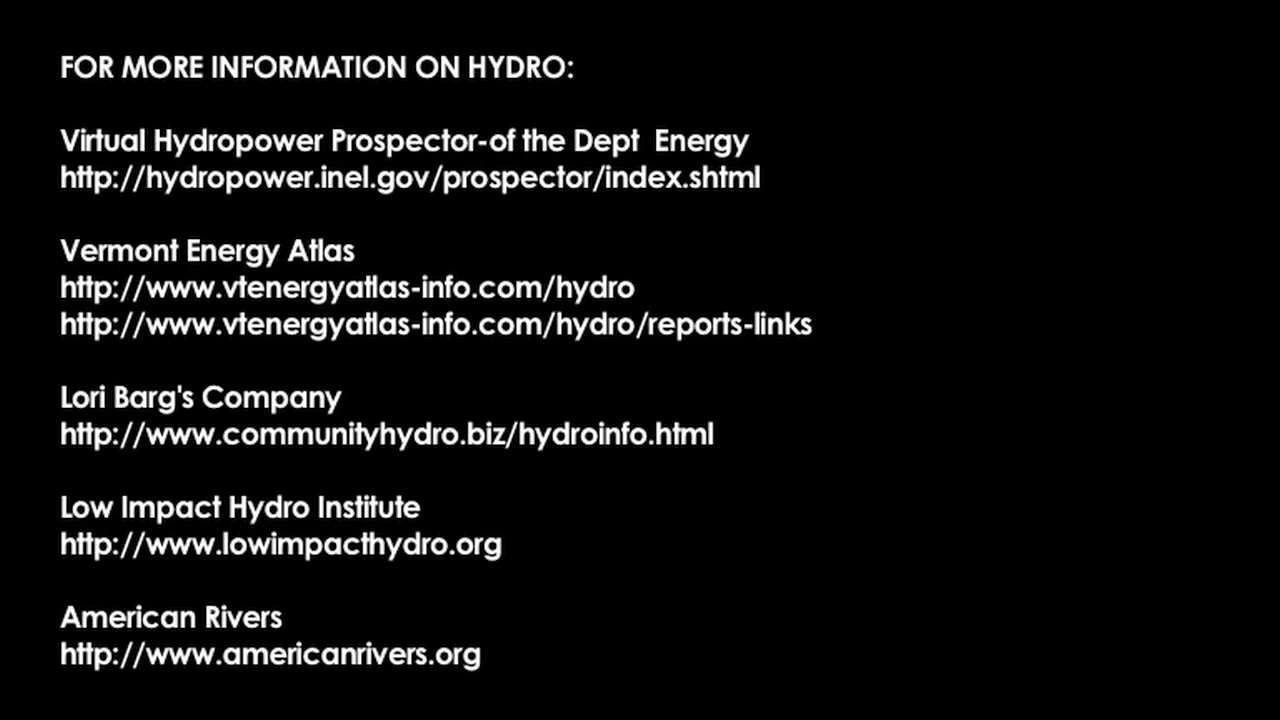 FOR MORE INFORMATION ON HYDRO:
Virtual Hydropower Prospector-of the Dept  Energy
http://hydropower.inel.gov/prospector/index.shtml
Vermont Energy Atlas
http://www.vtenergyatlas-info.com/hydro
http://www.vtenergyatlas-info.com/hydro/reports-links
Lori Barg's Company
http://www.communityhydro.biz/hydroinfo.html
Low Impact Hydro Institute
http://www.lowimpacthydro.org
American Rivers
http://www.americanrivers.org